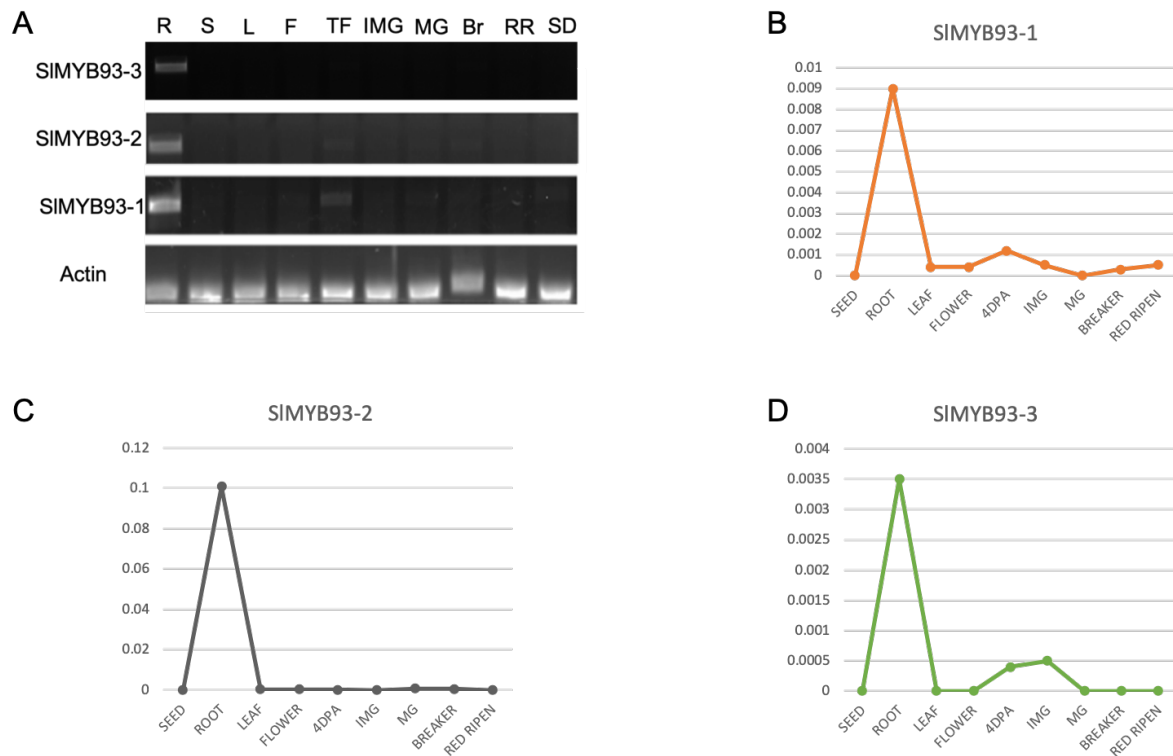 A
R S L F TF IMG MG Br RR SD
SlMYB93-3
SlMYB93-2
SlMYB93-1
Actin
B
SlMYB93-1
0.01
0.009
0.008
0.007
0.006
0.005
0.004
0.003
0.002
0.001
0
SEED ROOT LEAF FLOWER 4DPA IMG MG BREAKER RED RIPEN
C
SlMYB93-2
0.12
0.1
0.08
0.06
0.04
0.02
0
SEED ROOT LEAF FLOWER 4DPA IMG MG BREAKER RED RIPEN
D
SlMYB93-3
0.004
0.0035
0.003
0.0025
0.002
0.0015
0.001
0.0005
0
SEED ROOT LEAF FLOWER 4DPA IMG MG BREAKER RED RIPEN